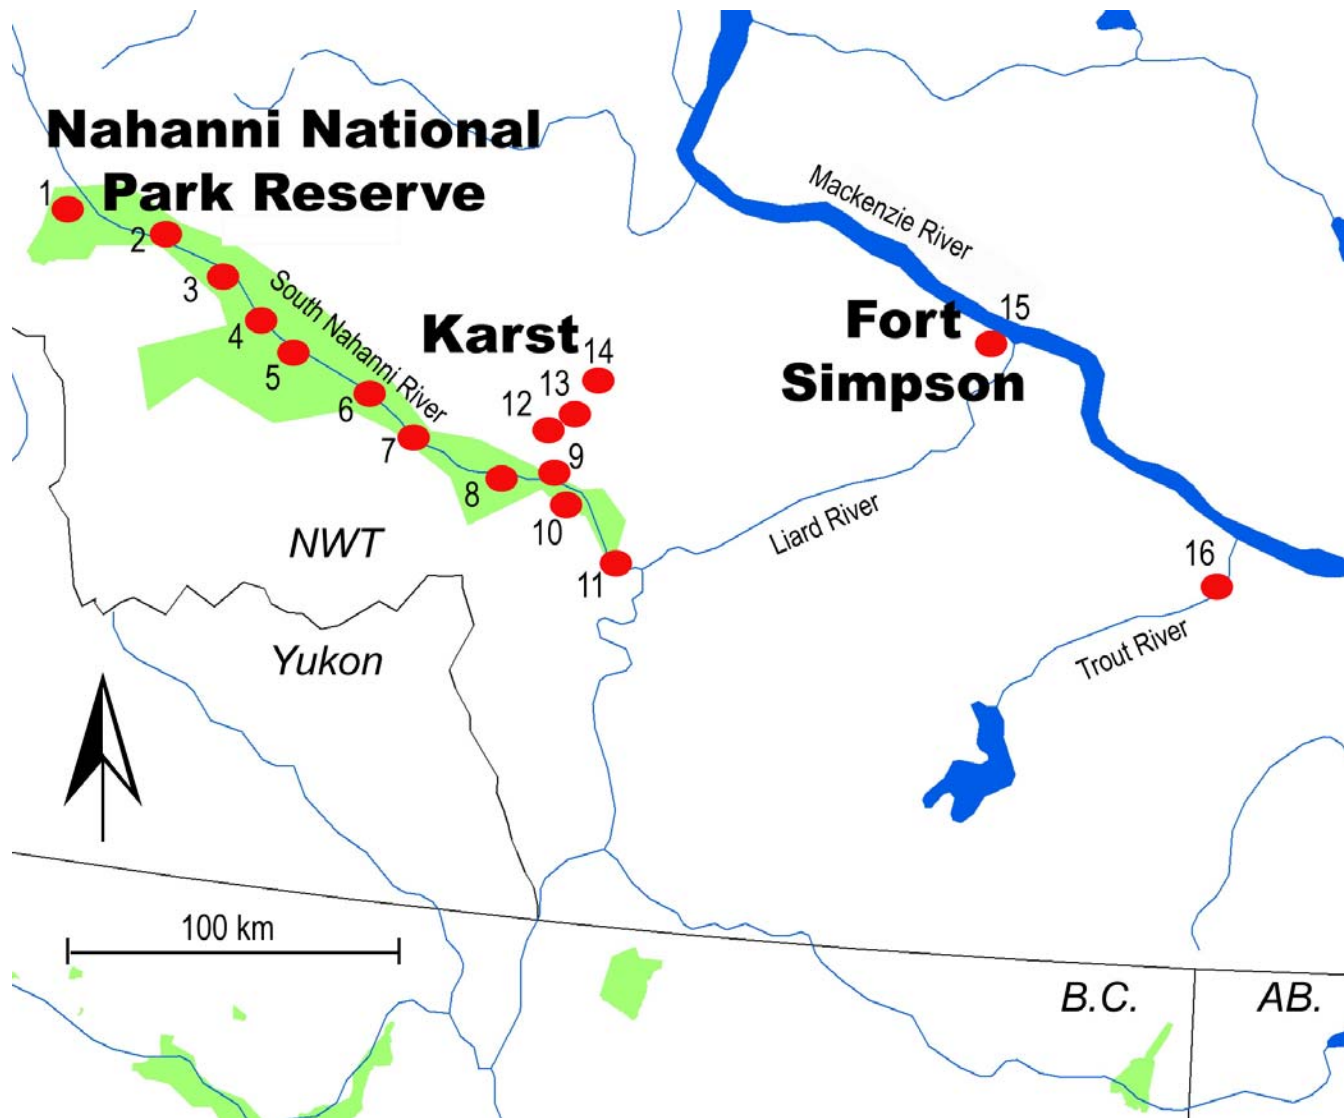 Nahanni National
Park Reserve
1
2
3
4
5
6
7
8
9
10
11
South Nahanni River
Karst
12
13
14
Mackenzie River
Fort
Simpson
15
Liard River
16
Trout River
NWT
Yukon
100 km
B.C.
AB.